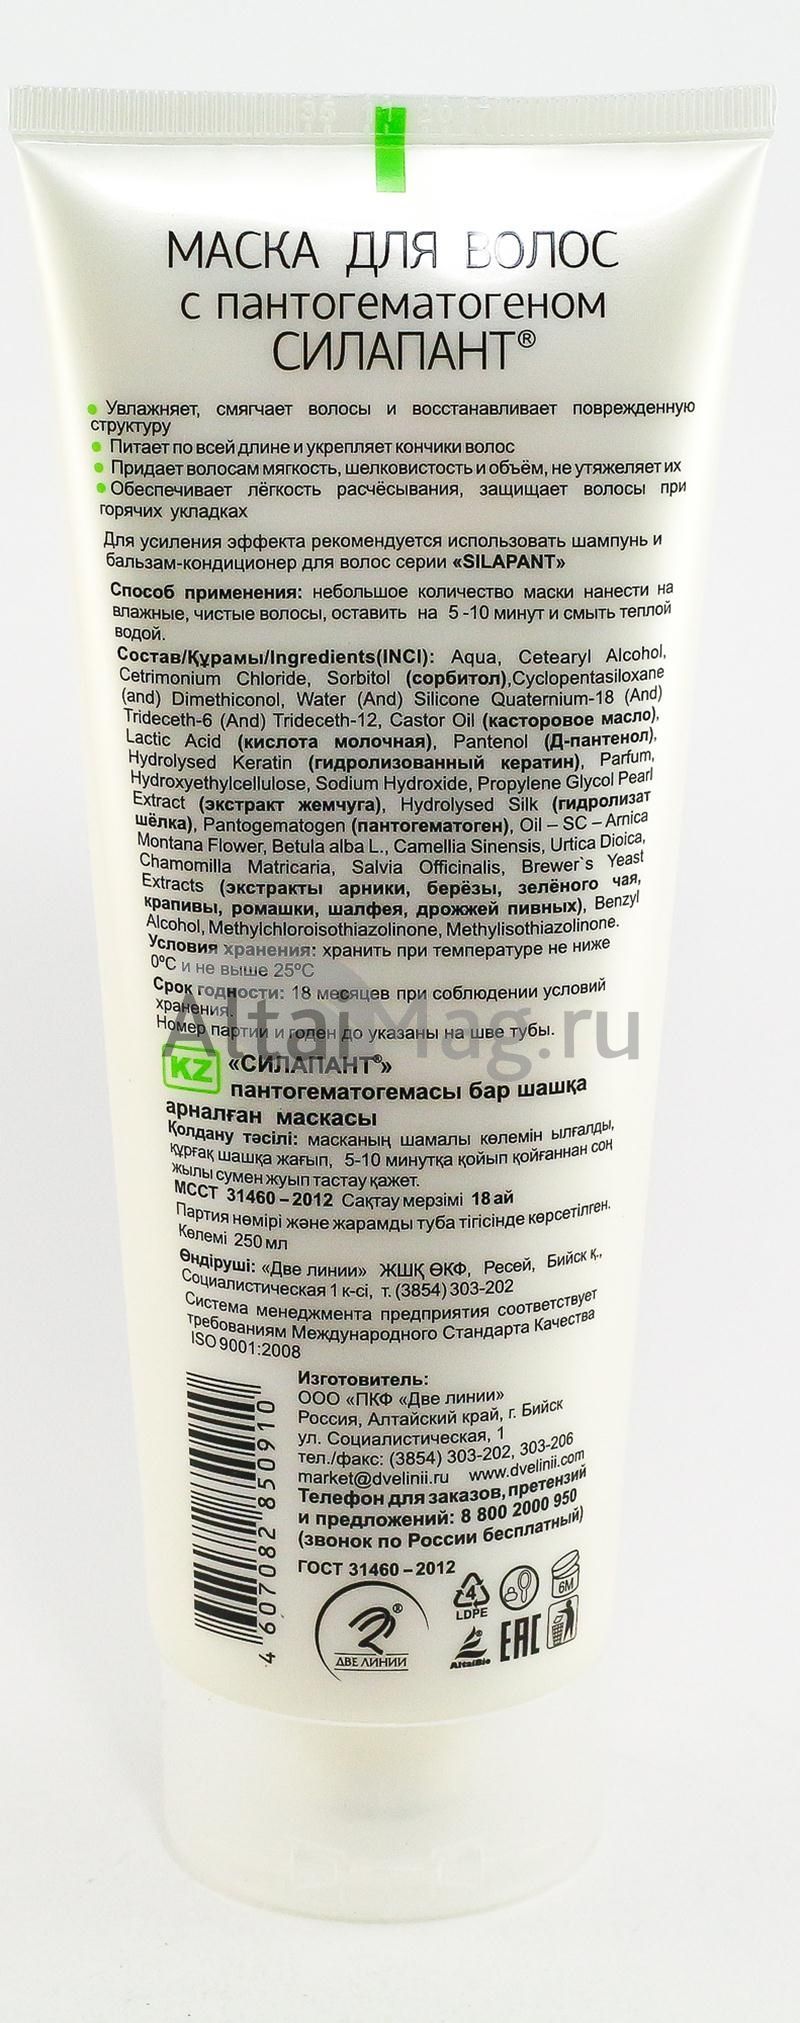 МАСКА ДЛЯ ВОЛОС
с пантогематогеном
СИЛАПАНТ®
• Увлажняет, смягчает волосы и восстанавливает поврежденную
структуру
• Питает по всей длине и укрепляет кончики волос
• Придает волосам мягкость, шелковистость и объём, не утяжеляет их
• Обеспечивает лёгкость расчёсывания, защищает волосы при
горячих укладках
Для усиления эффекта рекомендуется использовать шампунь и
бальзам-кондиционер для волос серии «SILAPANT»
Способ применения: небольшое количество маски нанести на
влажные, чистые волосы, оставить на 5 -10 минут и смыть теплой
водой.
Состав/Құрамы/Ingredients(INCI): Aqua, Cetearyl Alcohol,
Cetrimonium Chloride, Sorbitol (сорбитол),Cyclopentasiloxane
(and) Dimethiconol, Water (And) Silicone Quaternium-18 (And)
Trideceth-6 (And) Trideceth-12, Castor Oil (касторовое масло),
Lactic Acid (кислота молочная), Pantenol (Д-пантенол),
Hydrolysed Keratin (гидролизованный кератин), Parfum,
Hydroxyethylcellulose, Sodium Hydroxide, Propylene Glycol Pearl
Extract (экстракт жемчуга), Hydrolysed Silk (гидролизат
шёлка), Pantogematogen (пантогематоген), Oil – SC – Arnica
Montana Flower, Betula alba L., Camellia Sinensis, Urtica Dioica,
Chamomilla Matricaria, Salvia Officinalis, Brewer`s Yeast
Extracts (экстракты арники, берёзы, зелёного чая,
крапивы, ромашки, шалфея, дрожжей пивных), Benzyl
Alcohol, Methylchloroisothiazolinone, Methylisothiazolinone.
Условия хранения: хранить при температуре не ниже
0ºС и не выше 25ºС
Срок годности: 18 месяцев при соблюдении условий
хранения.
Номер партии и годен до указаны на шве тубы.
AltaiMag.ru
KZ «СИЛАПАНТ®»
пантогематогемасы бар шашқа
арналған маскасы
Қолдану тәсілі: масканың шамалы көлемін ылғалды,
құрғақ шашқа жағып, 5-10 минутқа қойып қойғаннан соң
жылы сумен жуып тастау қажет.
МССТ 31460 – 2012 Сақтау мерзімі 18 ай
Партия нөмірі және жарамды туба тігісінде көрсетілген.
Көлемі 250 мл
Өндіруші: «Две линии» ЖШҚ ӨКФ, Ресей, Бийск қ.,
Социалистическая 1 к-сі, т. (3854) 303-202
Система менеджмента предприятия соответствует
требованиям Международного Стандарта Качества
ISO 9001:2008
Изготовитель:
ООО «ПКФ «Две линии»
Россия, Алтайский край, г. Бийск
ул. Социалистическая, 1
тел./факс: (3854) 303-202, 303-206
market@dvelinii.ru www.dvelinii.com
Телефон для заказов, претензий
и предложений: 8 800 2000 950
(звонок по России бесплатный)
ГОСТ 31460 – 2012
4 607082 850910
ДВЕ ЛИНИИ ®
4
LDPE
6M
AltaiBio
EAC